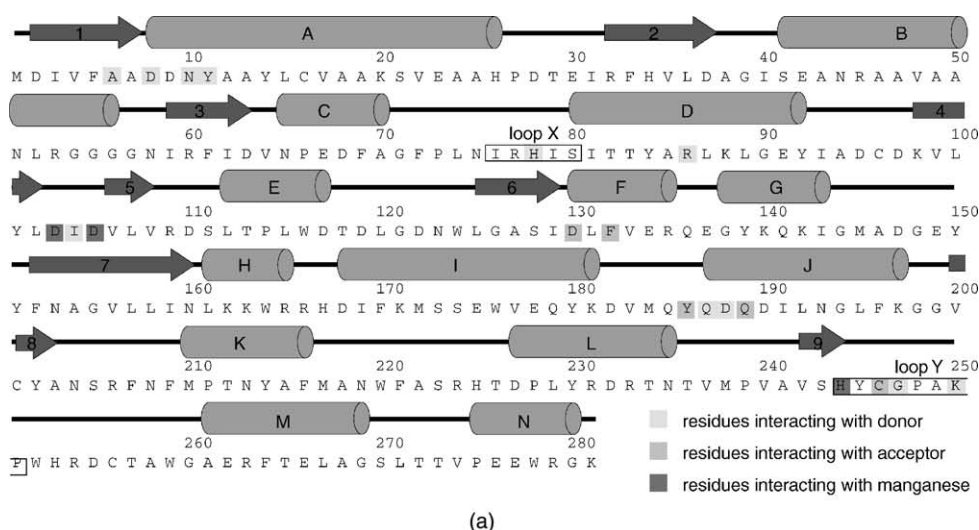 1 A 2 B
10 20 30 40 50
M D I V F A A D D N Y A A Y L C V A A K S V E A A H P D T E I R F H V L D A G I S E A N R A A V A A
3 C D 4
60 70 loop X 80 90 100
N L R G G G G N I R F I D V N P E D F A G F P L N I R H I S I T T Y A R L K L G E Y I A D C D K V L
5 E 6 F G
110 120 130 140 150
Y L D I D V L V R D S L T P L W D T D L G D N W L G A S I D L F V E R Q E G Y K Q K I G M A D G E Y
7 H I J
160 170 180 190 200
Y F N A G V L L I N L K K W R R H D I F K M S S E W V E Q Y K D V M Q Y Q D Q D I L N G L F K G G V
8 K L 9
210 220 230 240 loop Y 250
C Y A N S R F N F M P T N Y A F M A N W F A S R H T D P L Y R D R T N T V M P V A V S H Y C G P A K
M N
260 270 280
P W H R D C T A W G A E R F T E L A G S L T T V P E E W R G K
residues interacting with donor
residues interacting with acceptor
residues interacting with manganese
(a)